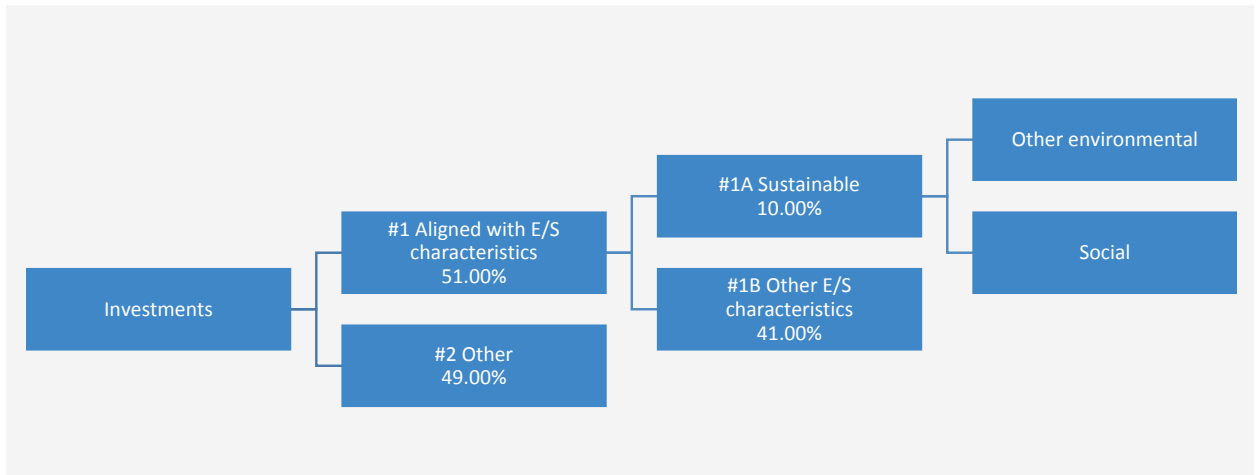 Investments
#1 Aligned with E/S
characteristics
51.00%
#2 Other
49.00%
#1A Sustainable
10.00%
#1B Other E/S
characteristics
41.00%
Other environmental
Social